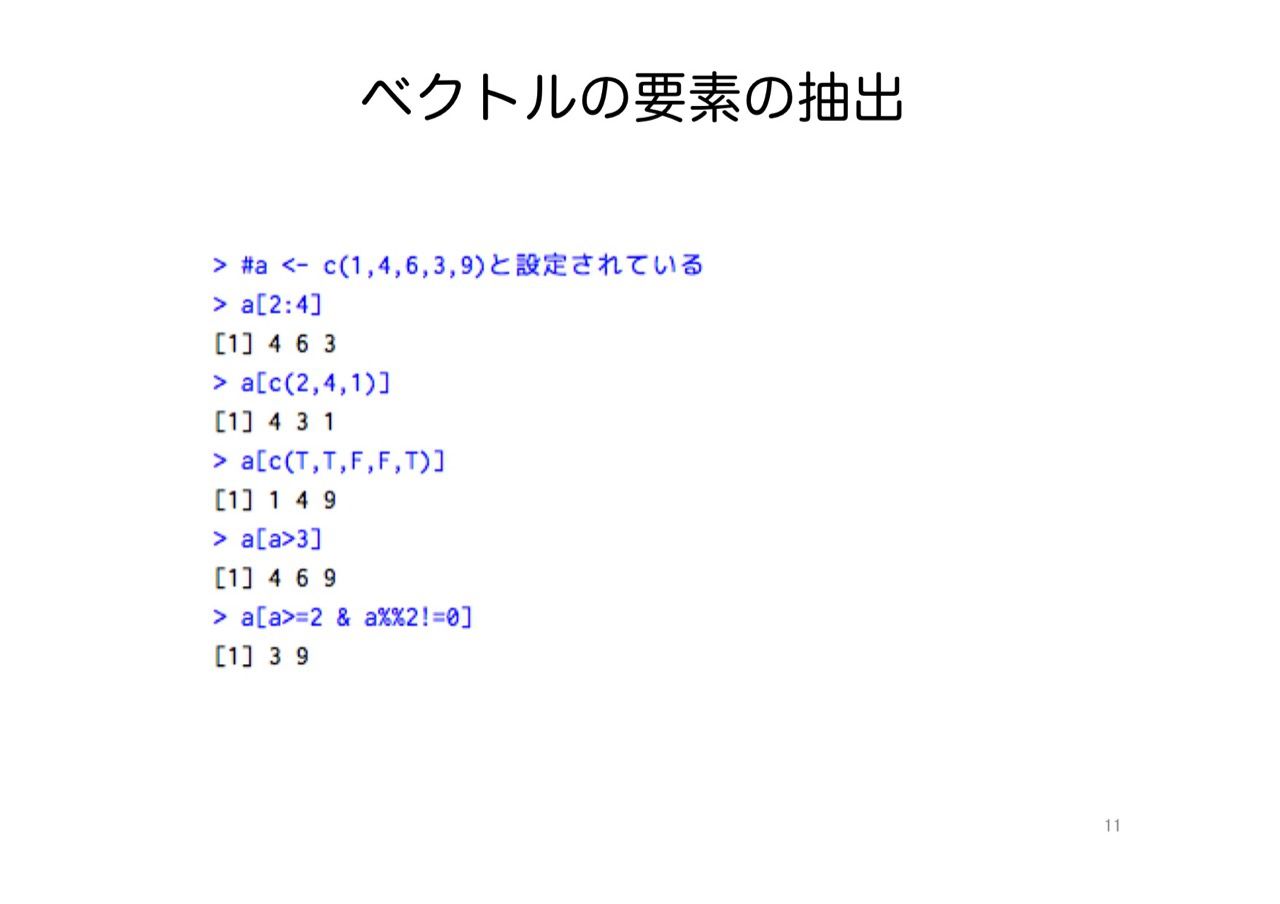 ベクトルの要素の抽出
> #a <- c(1,4,6,3,9)と設定されている
> a[2:4]
[1] 4 6 3
> a[c(2,4,1)]
[1] 4 3 1
> a[c(T,T,F,F,T)]
[1] 1 4 9
> a[a>3]
[1] 4 6 9
> a[a>=2 & a%%2!=0]
[1] 3 9
11